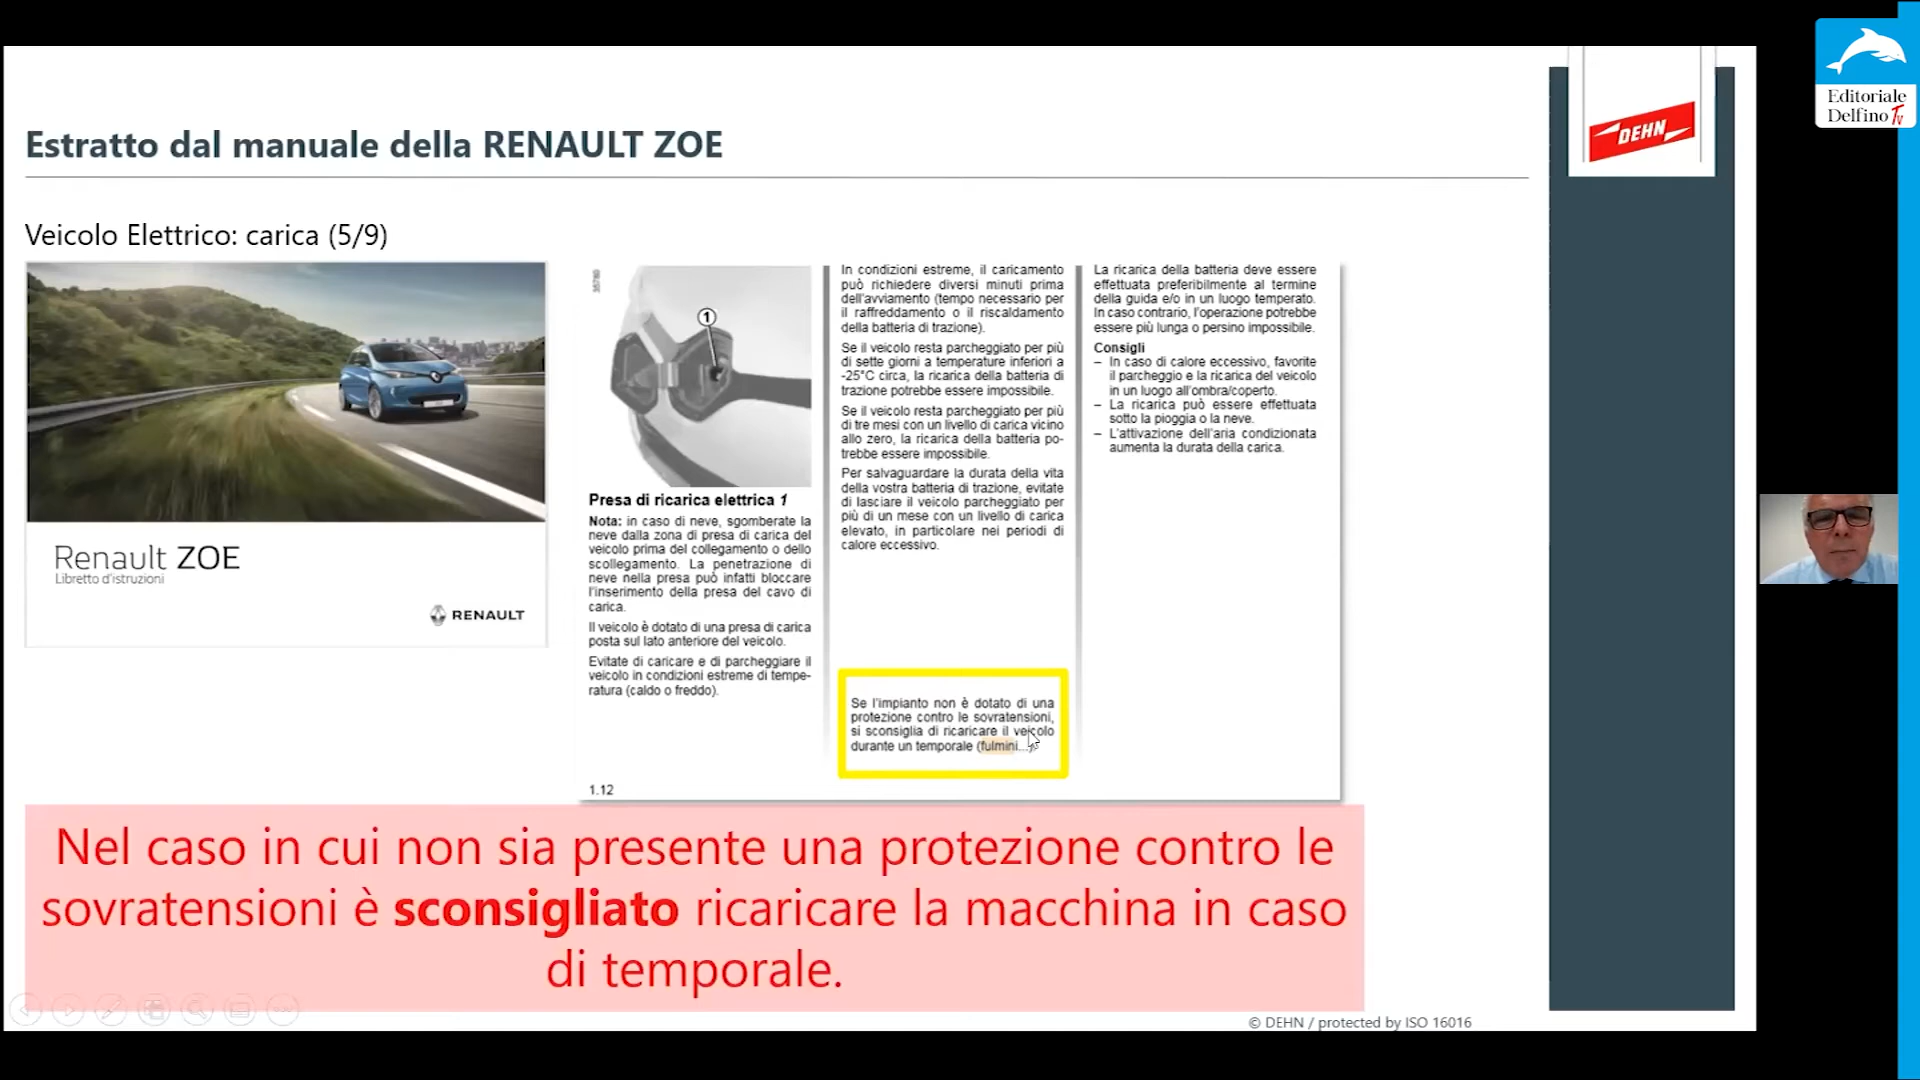 Editoriale
Delfino Tv
DEHN
Estratto dal manuale della RENAULT ZOE
Veicolo Elettrico: carica (5/9)
Renault ZOE
Libretto d'istruzioni
RENAULT
1
Presa di ricarica elettrica 1
Nota: in caso di neve, sgomberate la
neve dalla zona di presa di carica del
veicolo prima del collegamento o dello
scollegamento. La penetrazione di
neve nella presa può infatti bloccare
l'inserimento della presa del cavo di
carica.
Il veicolo è dotato di una presa di carica
posta sul lato anteriore del veicolo.
Evitate di caricare e di parcheggiare il
veicolo in condizioni estreme di tempe-
ratura (caldo o freddo).
1.12
In condizioni estreme, il caricamento
può richiedere diversi minuti prima
dell'avviamento (tempo necessario per
il raffreddamento o il riscaldamento
della batteria di trazione).
Se il veicolo resta parcheggiato per più
di sette giorni a temperature inferiori a
-25°C circa, la ricarica della batteria di
trazione potrebbe essere impossibile.
Se il veicolo resta parcheggiato per più
di tre mesi con un livello di carica vicino
allo zero, la ricarica della batteria po-
trebbe essere impossibile.
Per salvaguardare la durata della vita
della vostra batteria di trazione, evitate
di lasciare il veicolo parcheggiato per
più di un mese con un livello di carica
elevato, in particolare nei periodi di
calore eccessivo.
Se l'impianto non è dotato di una
protezione contro le sovratensioni,
si sconsiglia di ricaricare il veicolo
durante un temporale (fulmini...)
La ricarica della batteria deve essere
effettuata preferibilmente al termine
della guida e/o in un luogo temperato.
In caso contrario, l'operazione potrebbe
essere più lunga o persino impossibile.
Consigli
– In caso di calore eccessivo, favorite
il parcheggio e la ricarica del veicolo
in un luogo all'ombra/coperto.
– La ricarica può essere effettuata
sotto la pioggia o la neve.
– L'attivazione dell'aria condizionata
aumenta la durata della carica.
Nel caso in cui non sia presente una protezione contro le
sovratensioni è sconsigliato ricaricare la macchina in caso
di temporale.
© DEHN / protected by ISO 16016